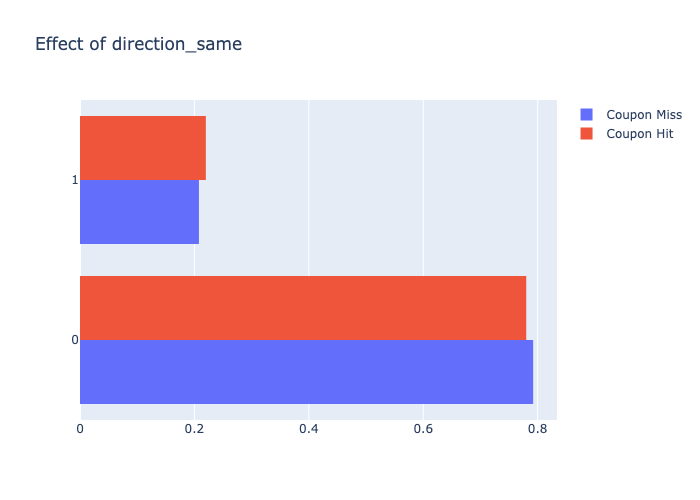 Effect of direction_same
Coupon Miss
Coupon Hit
1
0
0 0.2 0.4 0.6 0.8